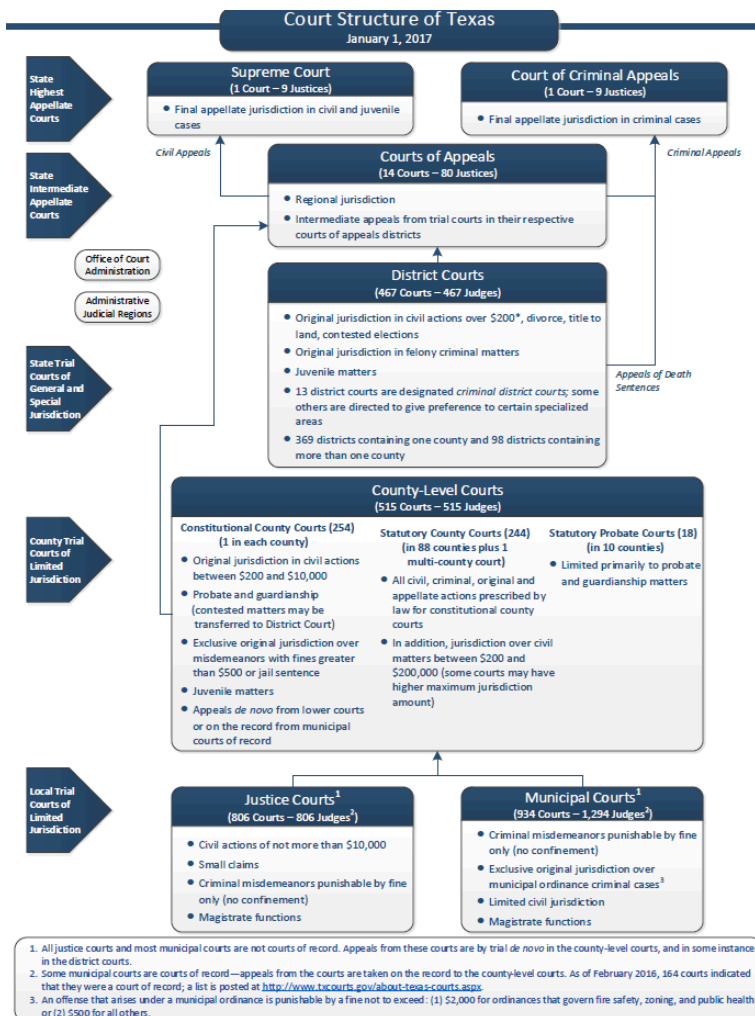 Court Structure of Texas
January 1, 2017
State
Highest
Appellate
Courts
Supreme Court
(1 Court – 9 Justices)
• Final appellate jurisdiction in civil and juvenile
cases
Court of Criminal Appeals
(1 Court – 9 Justices)
• Final appellate jurisdiction in criminal cases
Civil Appeals
Criminal Appeals
State
Intermediate
Appellate
Courts
Courts of Appeals
(14 Courts – 80 Justices)
• Regional jurisdiction
• Intermediate appeals from trial courts in their respective
courts of appeals districts
Office of Court
Administration
Administrative
Judicial Regions
State Trial
Courts of
General and
Special
Jurisdiction
District Courts
(467 Courts – 467 Judges)
• Original jurisdiction in civil actions over $200*, divorce, title to
land, contested elections
• Original jurisdiction in felony criminal matters
• Juvenile matters
• 13 district courts are designated criminal district courts; some
others are directed to give preference to certain specialized
areas
• 369 districts containing one county and 98 districts containing
more than one county
Appeals of Death
Sentences
County Trial
Courts of
Limited
Jurisdiction
County-Level Courts
(515 Courts – 515 Judges)
Constitutional County Courts (254)
(1 in each county)
• Original jurisdiction in civil actions
between $200 and $10,000
• Probate and guardianship
(contested matters may be
transferred to District Court)
• Exclusive original jurisdiction over
misdemeanors with fines greater
than $500 or jail sentence
• Juvenile matters
• Appeals de novo from lower courts
or on the record from municipal
courts of record
Statutory County Courts (244)
(in 88 counties plus 1
multi-county court)
• All civil, criminal, original and
appellate actions prescribed by
law for constitutional county
courts
• In addition, jurisdiction over civil
matters between $200 and
$200,000 (some courts may have
higher maximum jurisdiction
amount)
Statutory Probate Courts (18)
(in 10 counties)
• Limited primarily to probate
and guardianship matters
Local Trial
Courts of
Limited
Jurisdiction
Justice Courts¹
(806 Courts – 806 Judges²)
• Civil actions of not more than $10,000
• Small claims
• Criminal misdemeanors punishable by fine
only (no confinement)
• Magistrate functions
Municipal Courts¹
(934 Courts – 1,294 Judges²)
• Criminal misdemeanors punishable by fine
only (no confinement)
• Exclusive original jurisdiction over
municipal ordinance criminal cases³
• Limited civil jurisdiction
• Magistrate functions
1. All justice courts and most municipal courts are not courts of record. Appeals from these courts are by trial de novo in the county-level courts, and in some instance
in the district courts.
2. Some municipal courts are courts of record—appeals from the courts are taken on the record to the county-level courts. As of February 2016, 164 courts indicated
that they were a court of record; a list is posted at http://www.txcourts.gov/about-texas-courts.aspx.
3. An offense that arises under a municipal ordinance is punishable by a fine not to exceed: (1) $2,000 for ordinances that govern fire safety, zoning, and public health
or (2) $500 for all others.